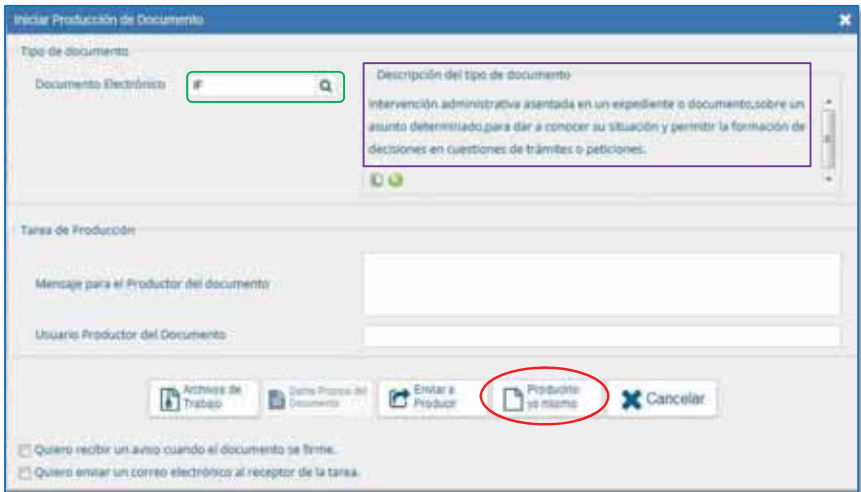 Iniciar Producción de Documento
Tipo de documento
Documento Electrónico
IF
Descripción del tipo de documento
Intervención administrativa asentada en un expediente o documento,sobre un
asunto determinado,para dar a conocer su situación y permitir la formación de
decisiones en cuestiones de trámites o peticiones.
Tarea de Producción
Mensaje para el Productor del documento
Usuario Productor del Documento
Archivos de
Trabajo
Datos Propios del
Documento
Enviar a
Producir
Producirlo
yo mismo
Cancelar
Quiero recibir un aviso cuando el documento se firme.
Quiero enviar un correo electrónico al receptor de la tarea.